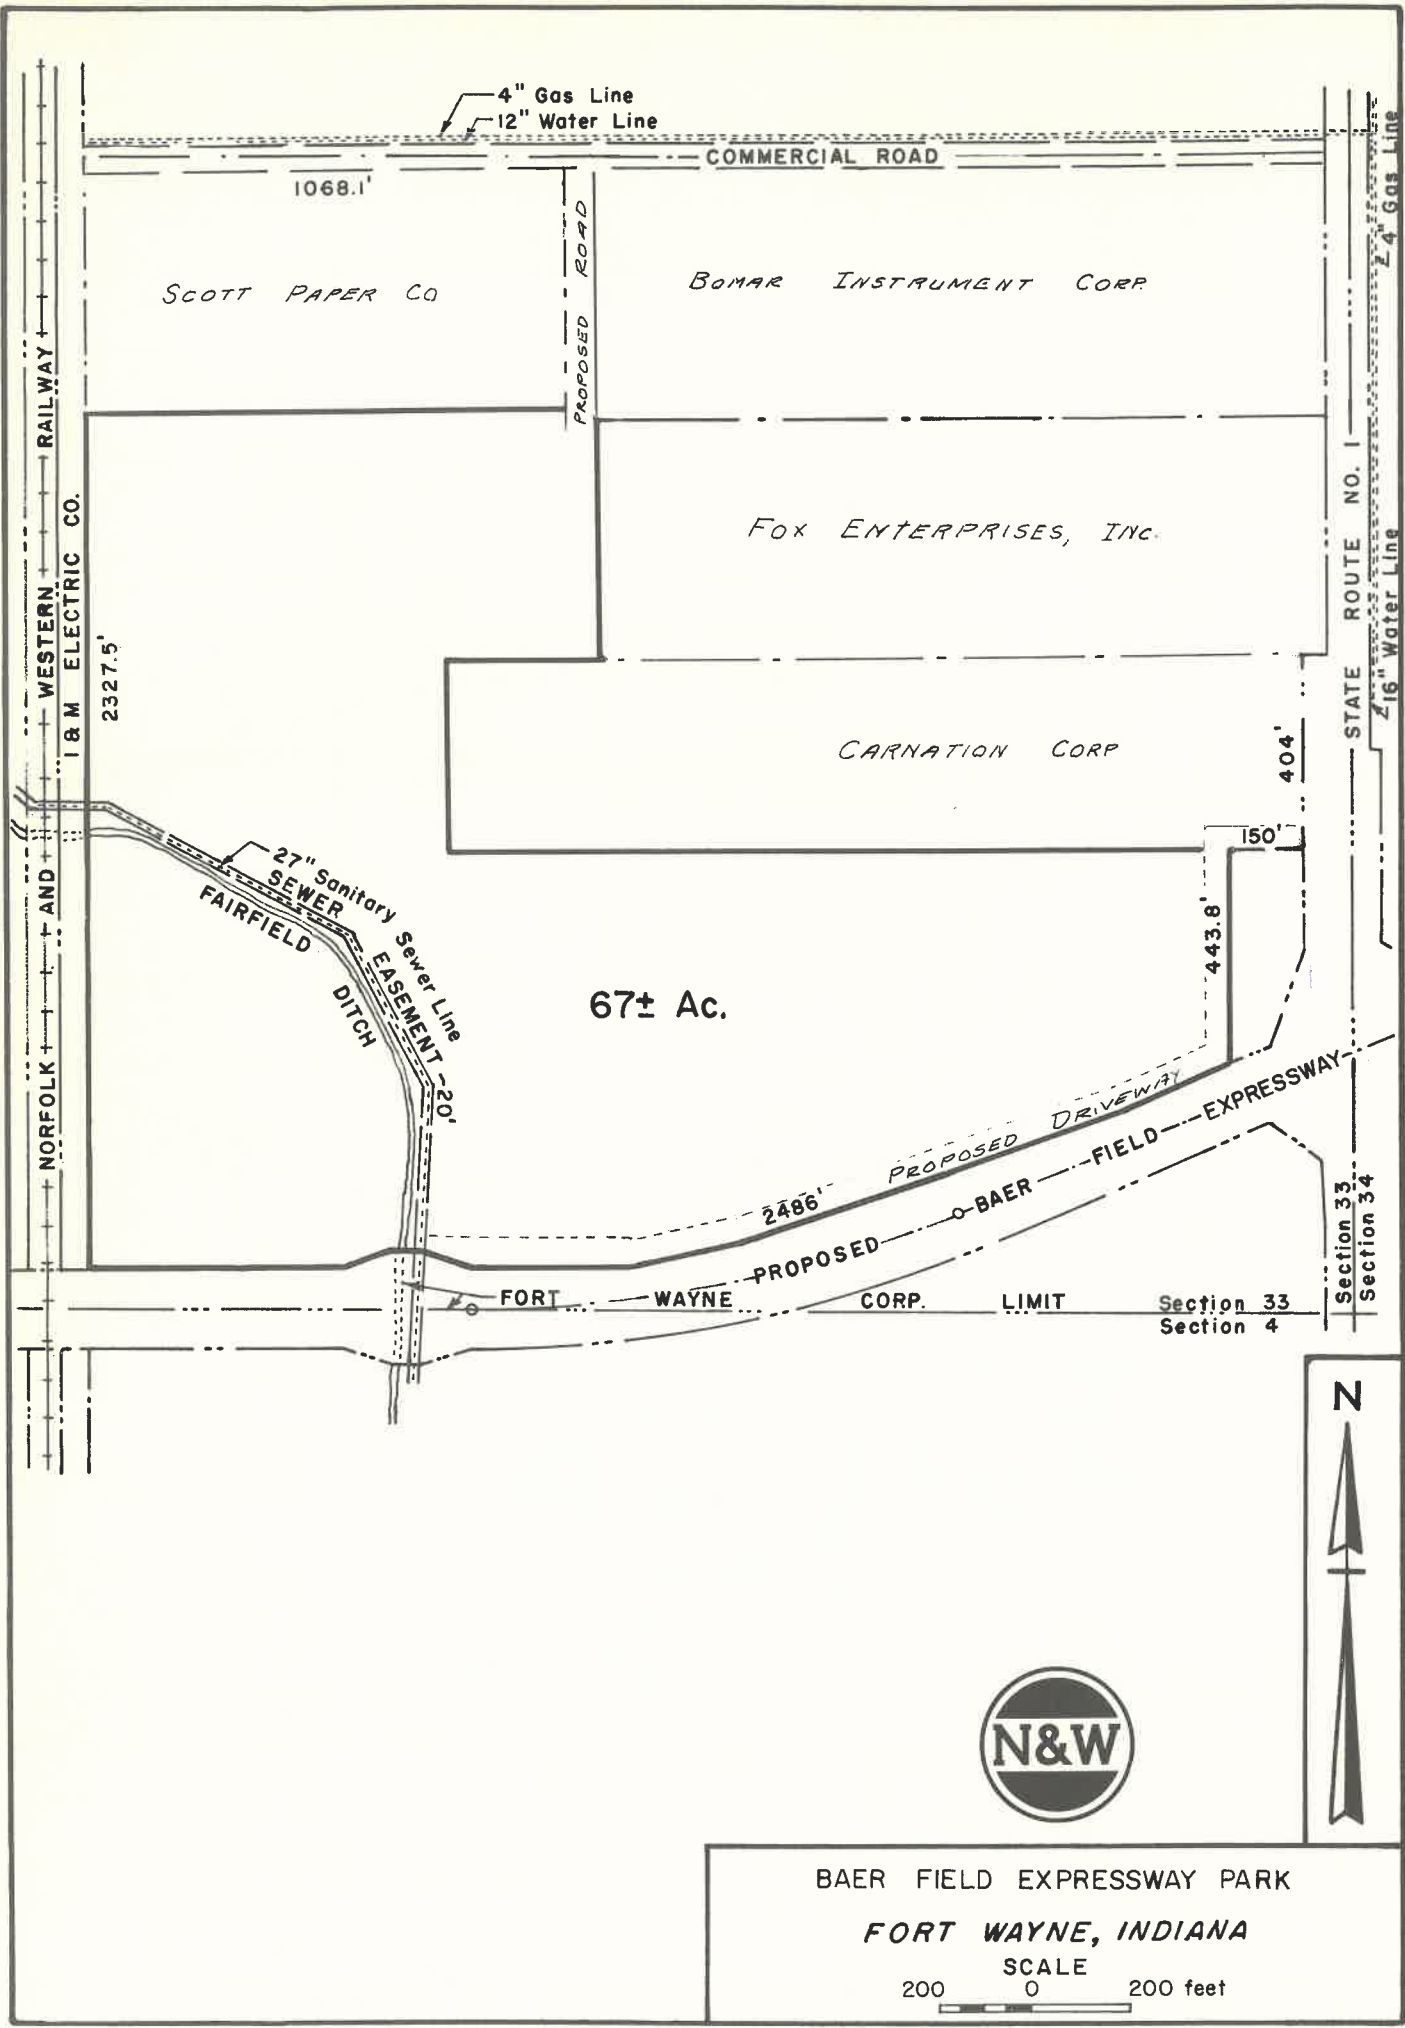 4" Gas Line
12" Water Line
COMMERCIAL ROAD
1068.1'
4" Gas Line
PROPOSED ROAD
SCOTT PAPER CO
BOMAR INSTRUMENT CORP.
NORFOLK AND WESTERN RAILWAY
I & M ELECTRIC CO.
2327.5'
FOX ENTERPRISES, INC.
STATE ROUTE NO. 1
16" Water Line
CARNATION CORP
404'
150'
27" Sanitary Sewer Line
SEWER EASEMENT - 20'
FAIRFIELD DITCH
443.8'
67± Ac.
PROPOSED DRIVEWAY
2486'
PROPOSED BAER FIELD EXPRESSWAY
Section 33
Section 34
FORT WAYNE CORP. LIMIT
Section 33
Section 4
N
N&W
BAER FIELD EXPRESSWAY PARK
FORT WAYNE, INDIANA
SCALE
200 0 200 feet